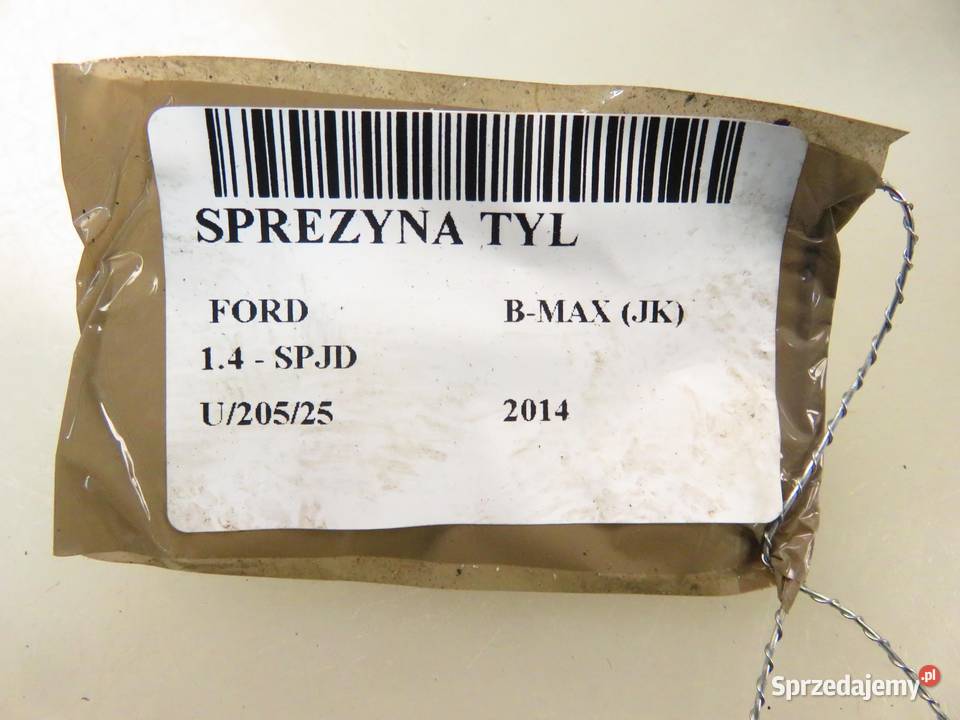 SPREZYNA TYL
FORD B-MAX (JK)
1.4 - SPJD
U/205/25 2014
Sprzedajemy.pl